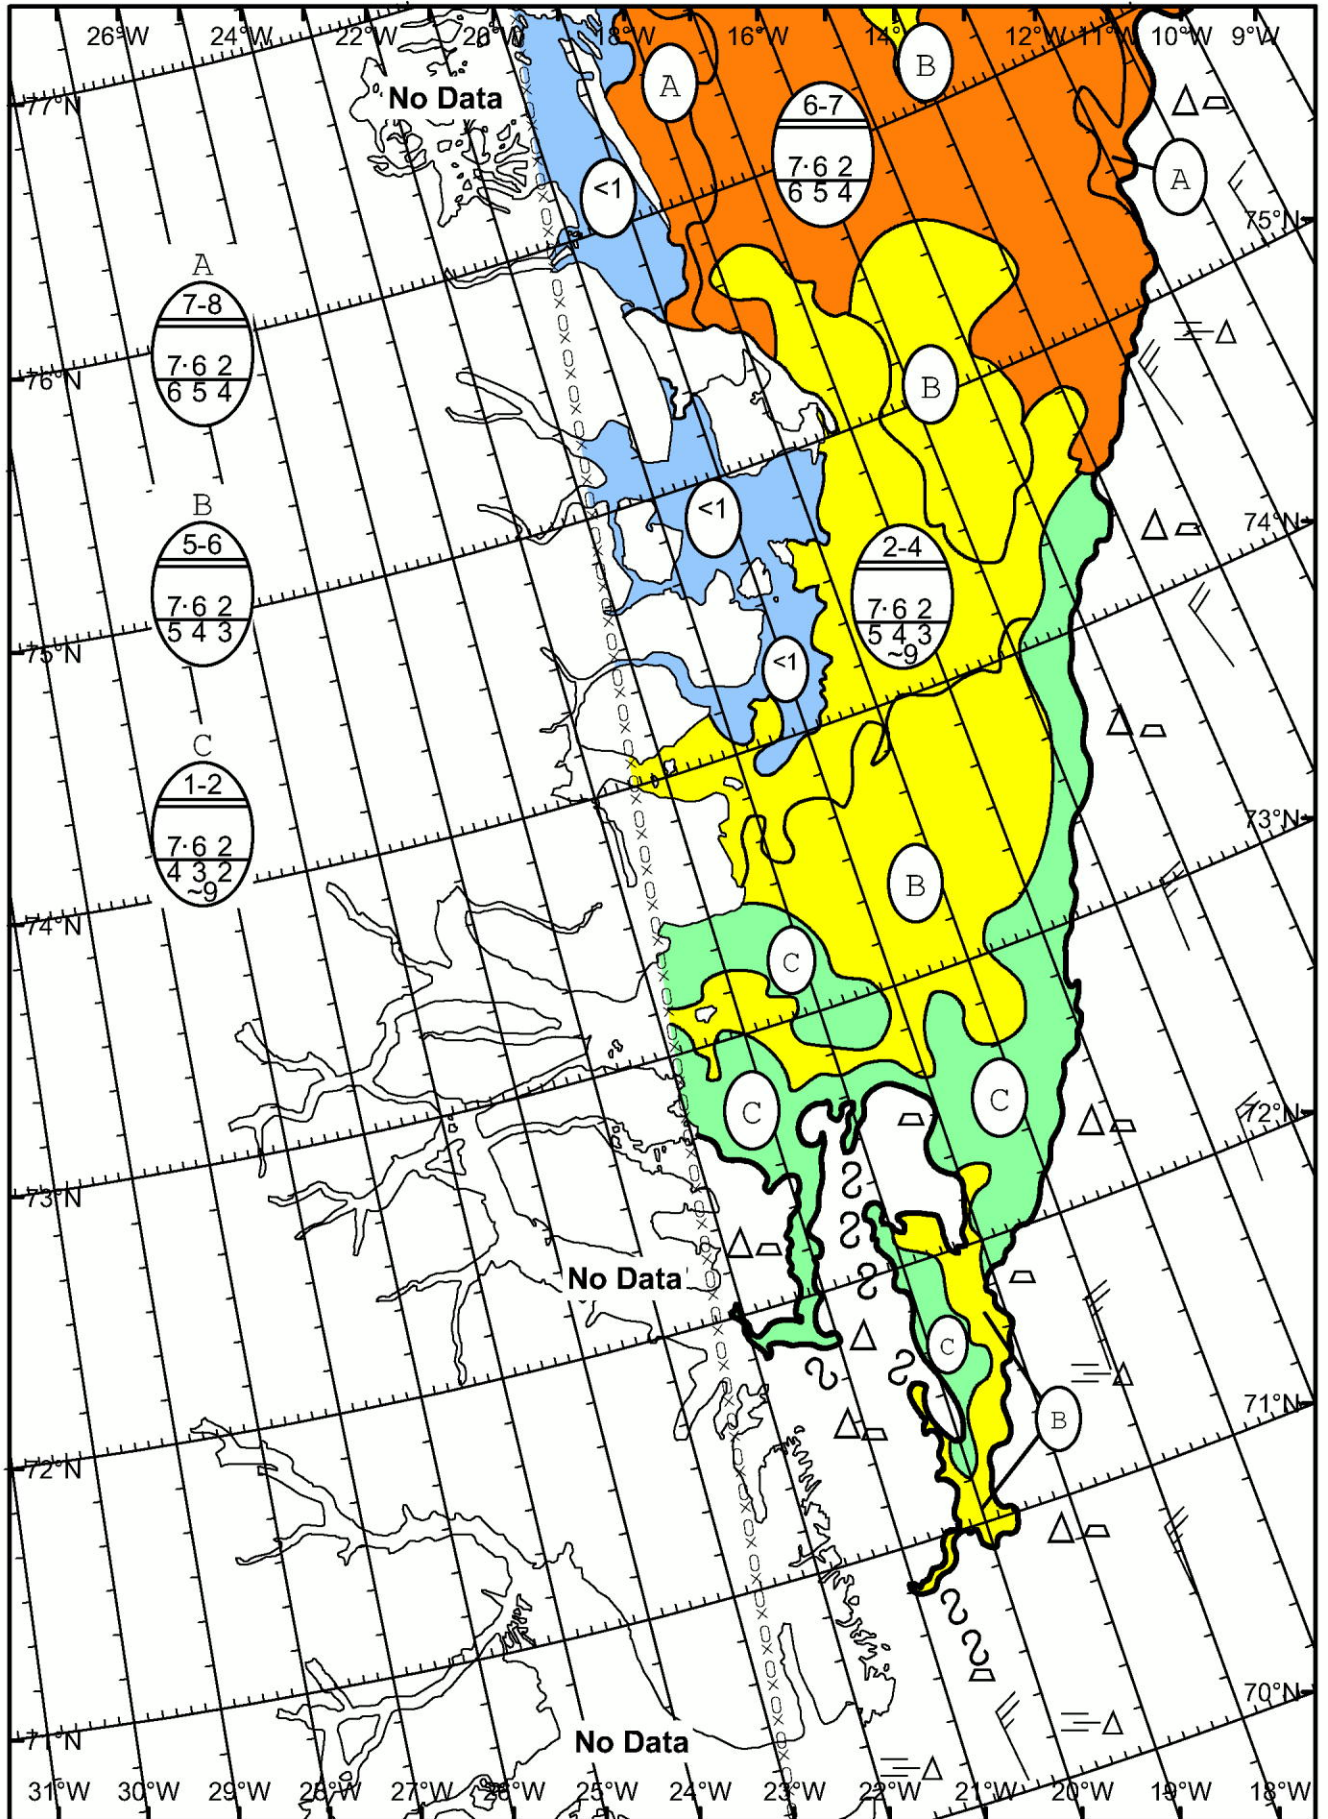 26°W 24°W 22°W 20°W 18°W 16°W 14°W 12°W 11°W 10°W 9°W
A
B
No Data
77°N
6-7
7·6 2
6 5 4
<1
A
75°N
A
7-8
7·6 2
6 5 4
76°N
B
<1
74°N
B
5-6
7·6 2
5 4 3
2-4
7·6 2
5 4 3
~9
75°N
<1
C
1-2
7·6 2
4 3 2
~9
73°N
B
74°N
C
C
C
72°N
73°N
No Data
C
71°N
B
72°N
70°N
71°N
No Data
31°W 30°W 29°W 28°W 27°W 26°W 25°W 24°W 23°W 22°W 21°W 20°W 19°W 18°W